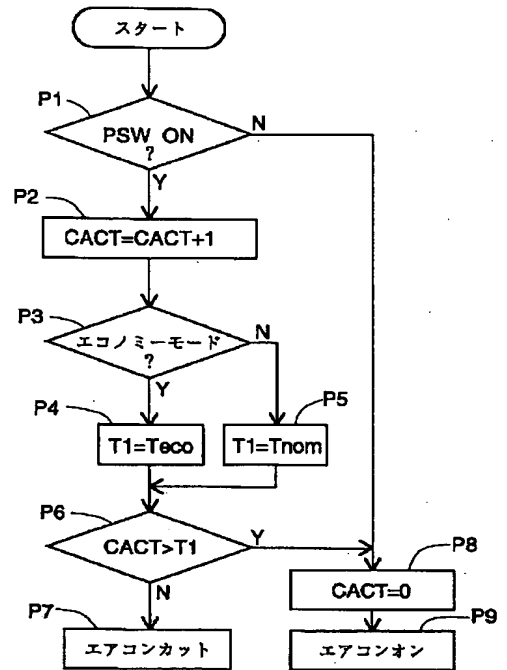 スタート
P1
PSW ON
?
N
Y
P2
CACT=CACT+1
P3
エコノミーモード
?
N
Y
P4
T1=Teco
P5
T1=Tnom
P6
CACT>T1
Y
N
P8
CACT=0
P7
エアコンカット
P9
エアコンオン